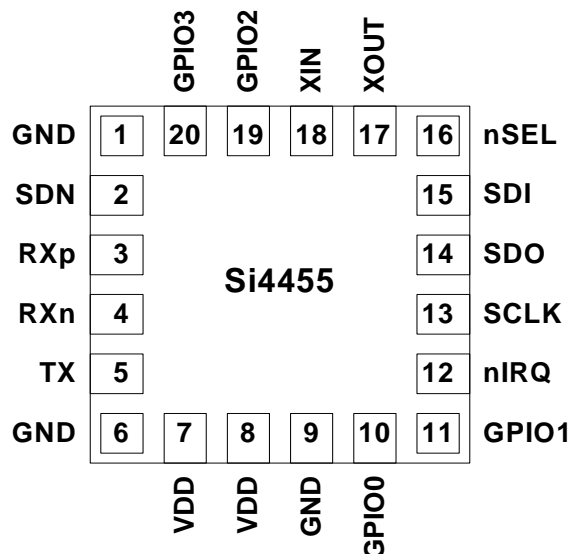 GPIO3
GPIO2
XIN
XOUT
GND 1 20 19 18 17 16 nSEL
SDN 2 15 SDI
RXp 3 14 SDO
Si4455
RXn 4 13 SCLK
TX 5 12 nIRQ
GND 6 7 8 9 10 11 GPIO1
VDD
VDD
GND
GPIO0